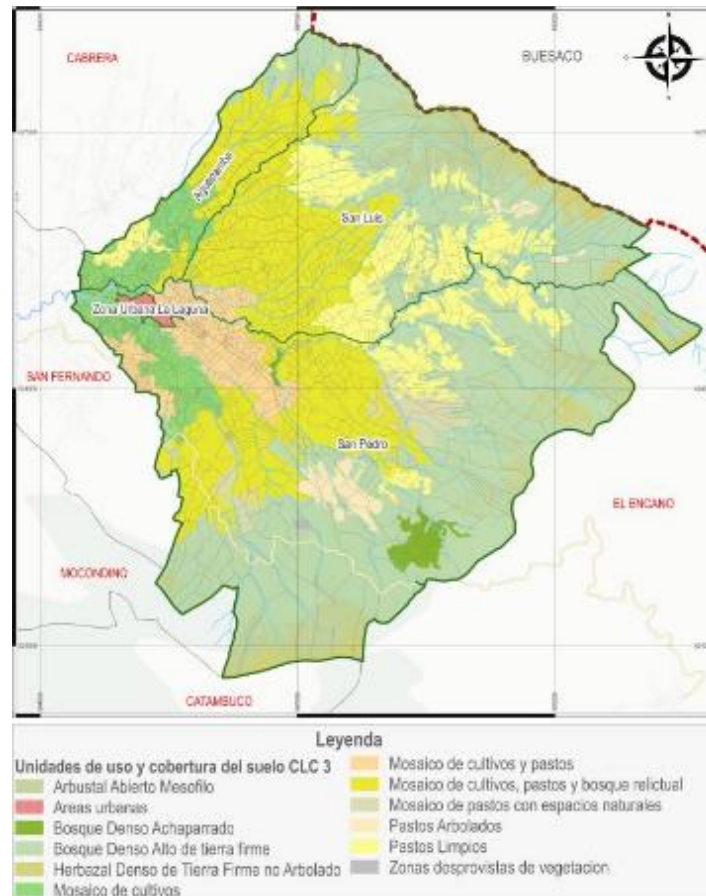 CABRERA
BUESACO
San Luis
Zona Urbana La Laguna
SAN FERNANDO
San Pedro
EL ENCANO
MOCONDINO
CATAMBUCO
Leyenda
Unidades de uso y cobertura del suelo CLC 3
Arbustal Abierto Mesofilo
Areas urbanas
Bosque Denso Achaparrado
Bosque Denso Alto de tierra firme
Herbazal Denso de Tierra Firme no Arbolado
Mosaico de cultivos
Mosaico de cultivos y pastos
Mosaico de cultivos, pastos y bosque relictual
Mosaico de pastos con espacios naturales
Pastos Arbolados
Pastos Limpios
Zonas desprovistas de vegetacion